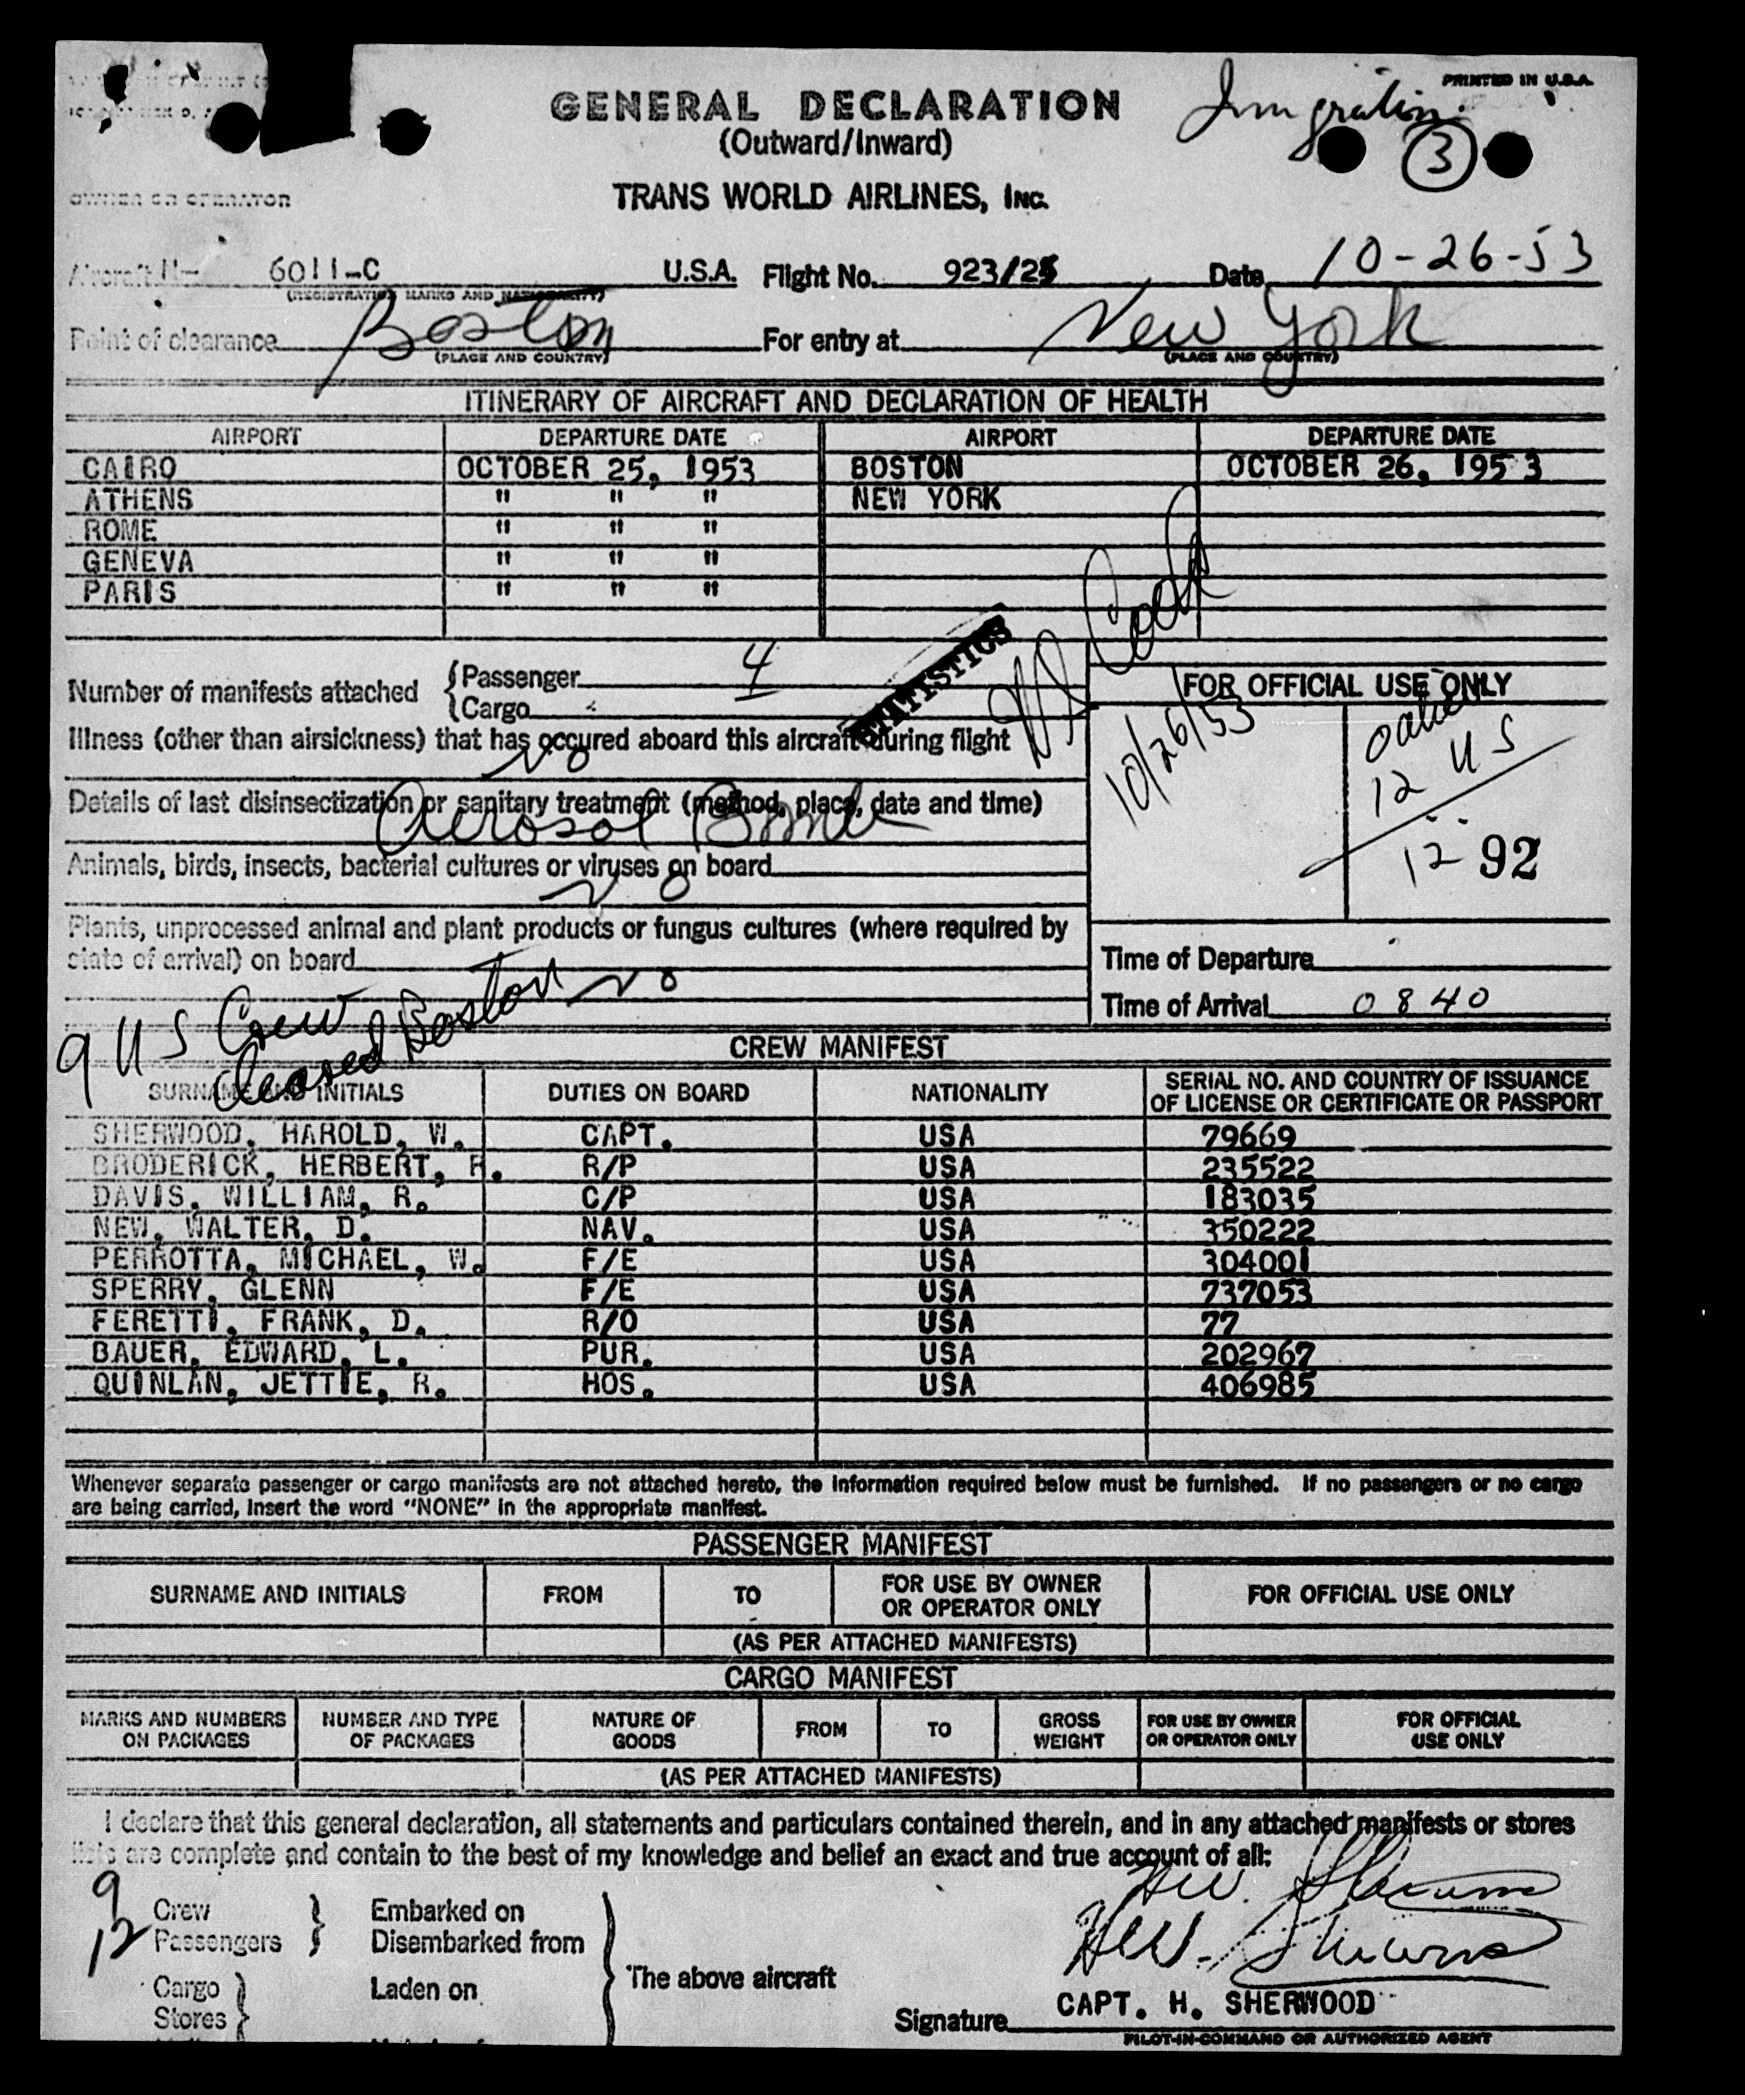 PRINTED IN U.S.A.
Immigration
3
GENERAL DECLARATION
(Outward/Inward)
OWNER OR OPERATOR
TRANS WORLD AIRLINES, INC.
Aircraft N- 6011-C U.S.A. Flight No. 923/25 Date 10-26-53
(REGISTRATION MARKS AND NATIONALITY)
Point of clearance Boston For entry at New York
(PLACE AND COUNTRY) (PLACE AND COUNTRY)
ITINERARY OF AIRCRAFT AND DECLARATION OF HEALTH
AIRPORT DEPARTURE DATE AIRPORT DEPARTURE DATE
CAIRO OCTOBER 25, 1953 BOSTON OCTOBER 26, 1953
ATHENS " " " NEW YORK
ROME " " "
GENEVA " " "
PARIS " " "
STATISTICS
Number of manifests attached
Passenger 4
Cargo
FOR OFFICIAL USE ONLY
10/26/53
12 US
12
92
Illness (other than airsickness) that has occured aboard this aircraft during flight
No
Details of last disinsectization or sanitary treatment (method, place, date and time)
Aerosol Bomb
Animals, birds, insects, bacterial cultures or viruses on board
No
Plants, unprocessed animal and plant products or fungus cultures (where required by
state of arrival) on board
No
Time of Departure
Time of Arrival 0840
9 US Crew
cleared Boston
CREW MANIFEST
SURNAME AND INITIALS DUTIES ON BOARD NATIONALITY SERIAL NO. AND COUNTRY OF ISSUANCE
OF LICENSE OR CERTIFICATE OR PASSPORT
SHERWOOD, HAROLD, W. CAPT. USA 79669
BRODERICK, HERBERT, H. R/P USA 235522
DAVIS, WILLIAM, R. C/P USA 183035
NEW, WALTER, D. NAV. USA 350222
PERROTTA, MICHAEL, W. F/E USA 304001
SPERRY, GLENN F/E USA 737053
FERETTI, FRANK, D. R/O USA 77
BAUER, EDWARD, L. PUR. USA 202967
QUINLAN, JETTIE, R. HOS. USA 406985
Whenever separate passenger or cargo manifests are not attached hereto, the information required below must be furnished. If no passengers or no cargo
are being carried, insert the word "NONE" in the appropriate manifest.
PASSENGER MANIFEST
SURNAME AND INITIALS FROM TO FOR USE BY OWNER
OR OPERATOR ONLY FOR OFFICIAL USE ONLY
(AS PER ATTACHED MANIFESTS)
CARGO MANIFEST
MARKS AND NUMBERS
ON PACKAGES NUMBER AND TYPE
OF PACKAGES NATURE OF
GOODS FROM TO GROSS
WEIGHT FOR USE BY OWNER
OR OPERATOR ONLY FOR OFFICIAL
USE ONLY
(AS PER ATTACHED MANIFESTS)
I declare that this general declaration, all statements and particulars contained therein, and in any attached manifests or stores
lists are complete and contain to the best of my knowledge and belief an exact and true account of all:
9 Crew Embarked on
12 Passengers Disembarked from
Cargo Laden on The above aircraft
Stores
H.W. Sherwood
H.W. Sherwood
CAPT. H. SHERWOOD
Signature
PILOT-IN-COMMAND OR AUTHORIZED AGENT